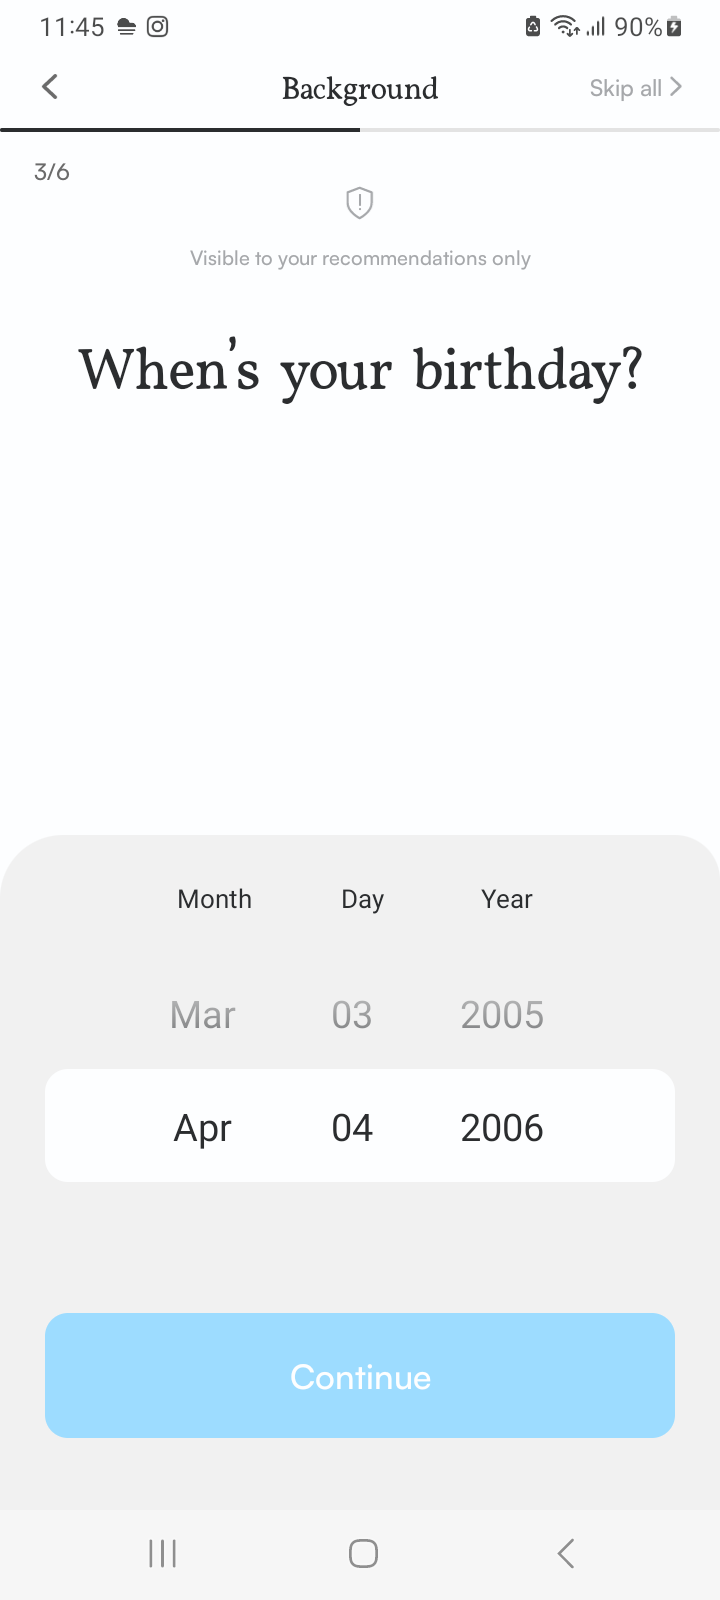 11:45 90%
Background Skip all
3/6
Visible to your recommendations only
When's your birthday?
Month Day Year
Mar 03 2005
Apr 04 2006
Continue